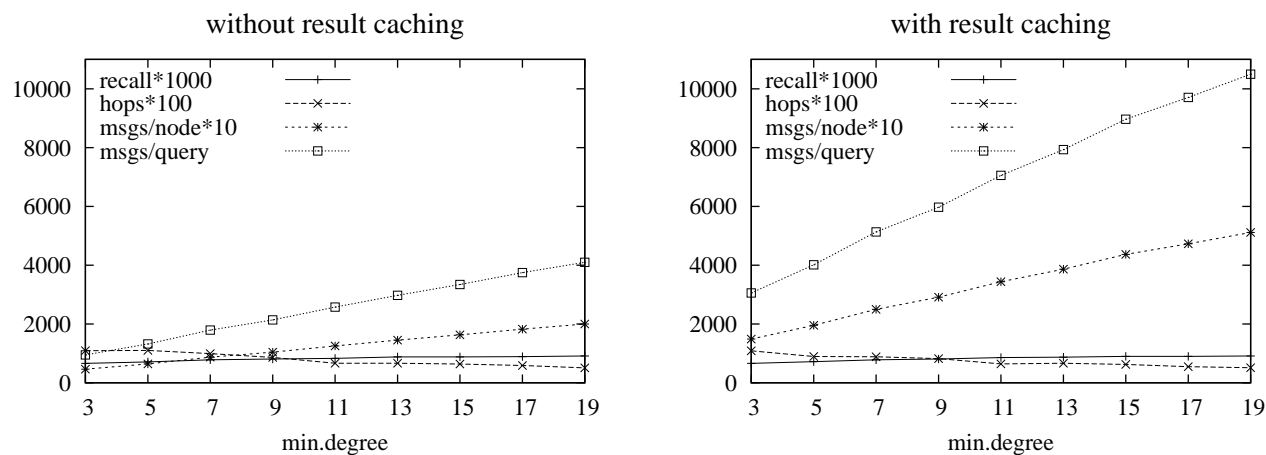 without result caching
recall*1000
hops*100
msgs/node*10
msgs/query
10000
8000
6000
4000
2000
0
3 5 7 9 11 13 15 17 19
min.degree
with result caching
recall*1000
hops*100
msgs/node*10
msgs/query
10000
8000
6000
4000
2000
0
3 5 7 9 11 13 15 17 19
min.degree